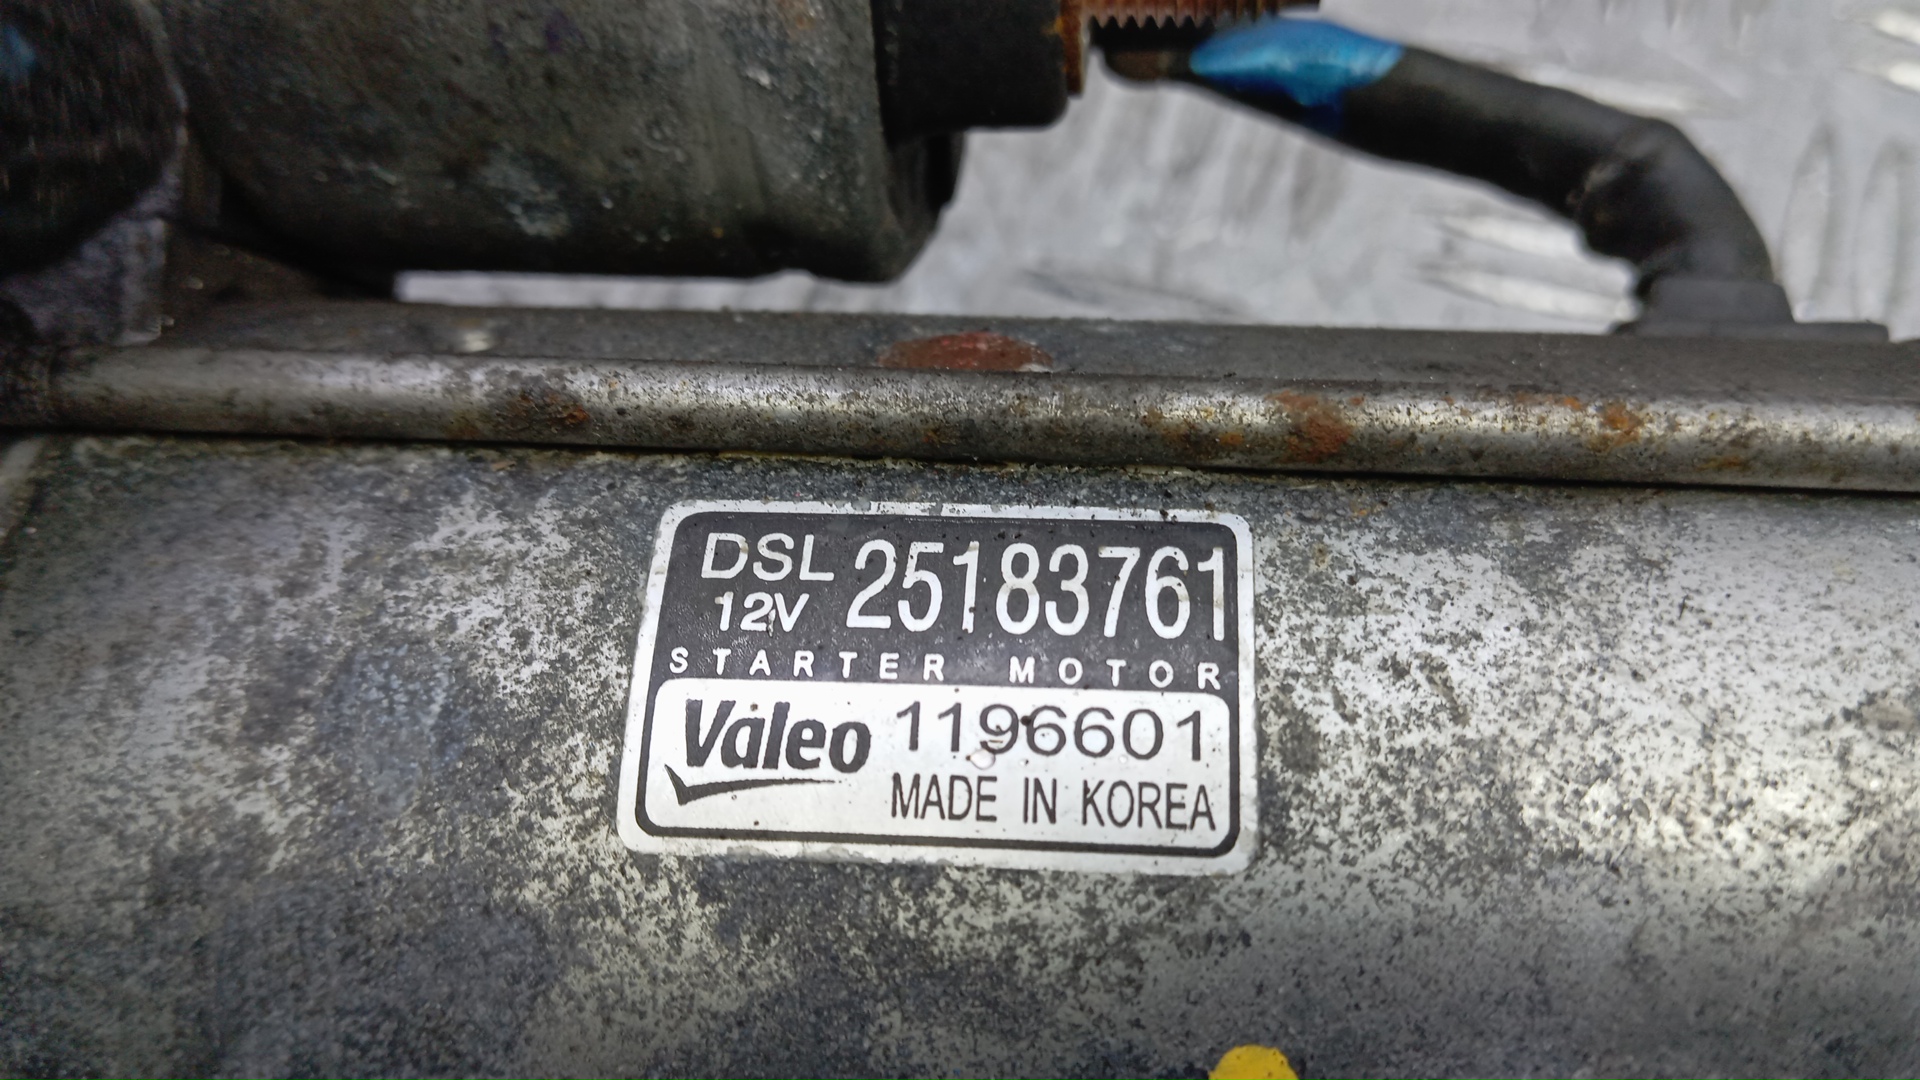 DSL 25183761
12V
STARTER MOTOR
Valeo 1196601
MADE IN KOREA